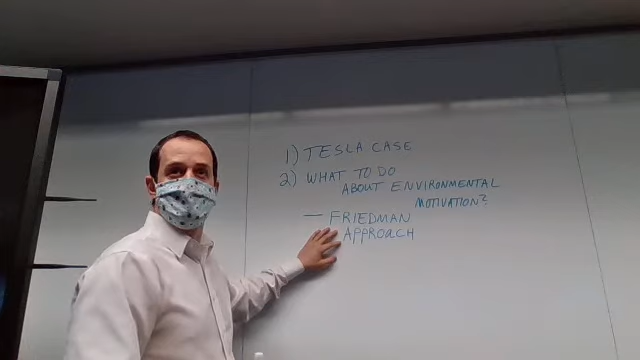 1) TESLA CASE
2) WHAT TO DO
ABOUT ENVIRONMENTAL
MOTIVATION?
— FRIEDMAN
APPROACH